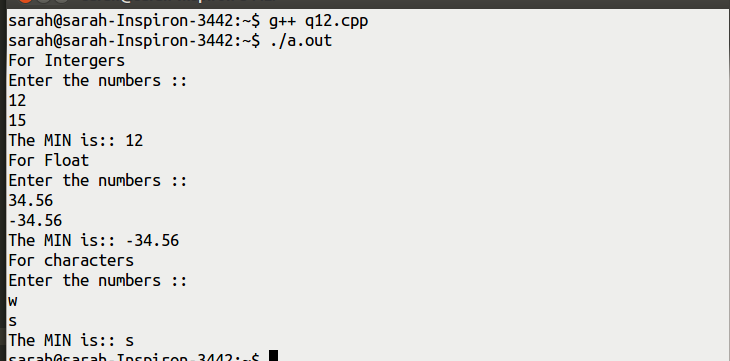 sarah@sarah-Inspiron-3442:~$ g++ q12.cpp
sarah@sarah-Inspiron-3442:~$ ./a.out
For Intergers
Enter the numbers ::
12
15
The MIN is:: 12
For Float
Enter the numbers ::
34.56
-34.56
The MIN is:: -34.56
For characters
Enter the numbers ::
w
s
The MIN is:: s
sarah@sarah-Inspiron-3442:~$